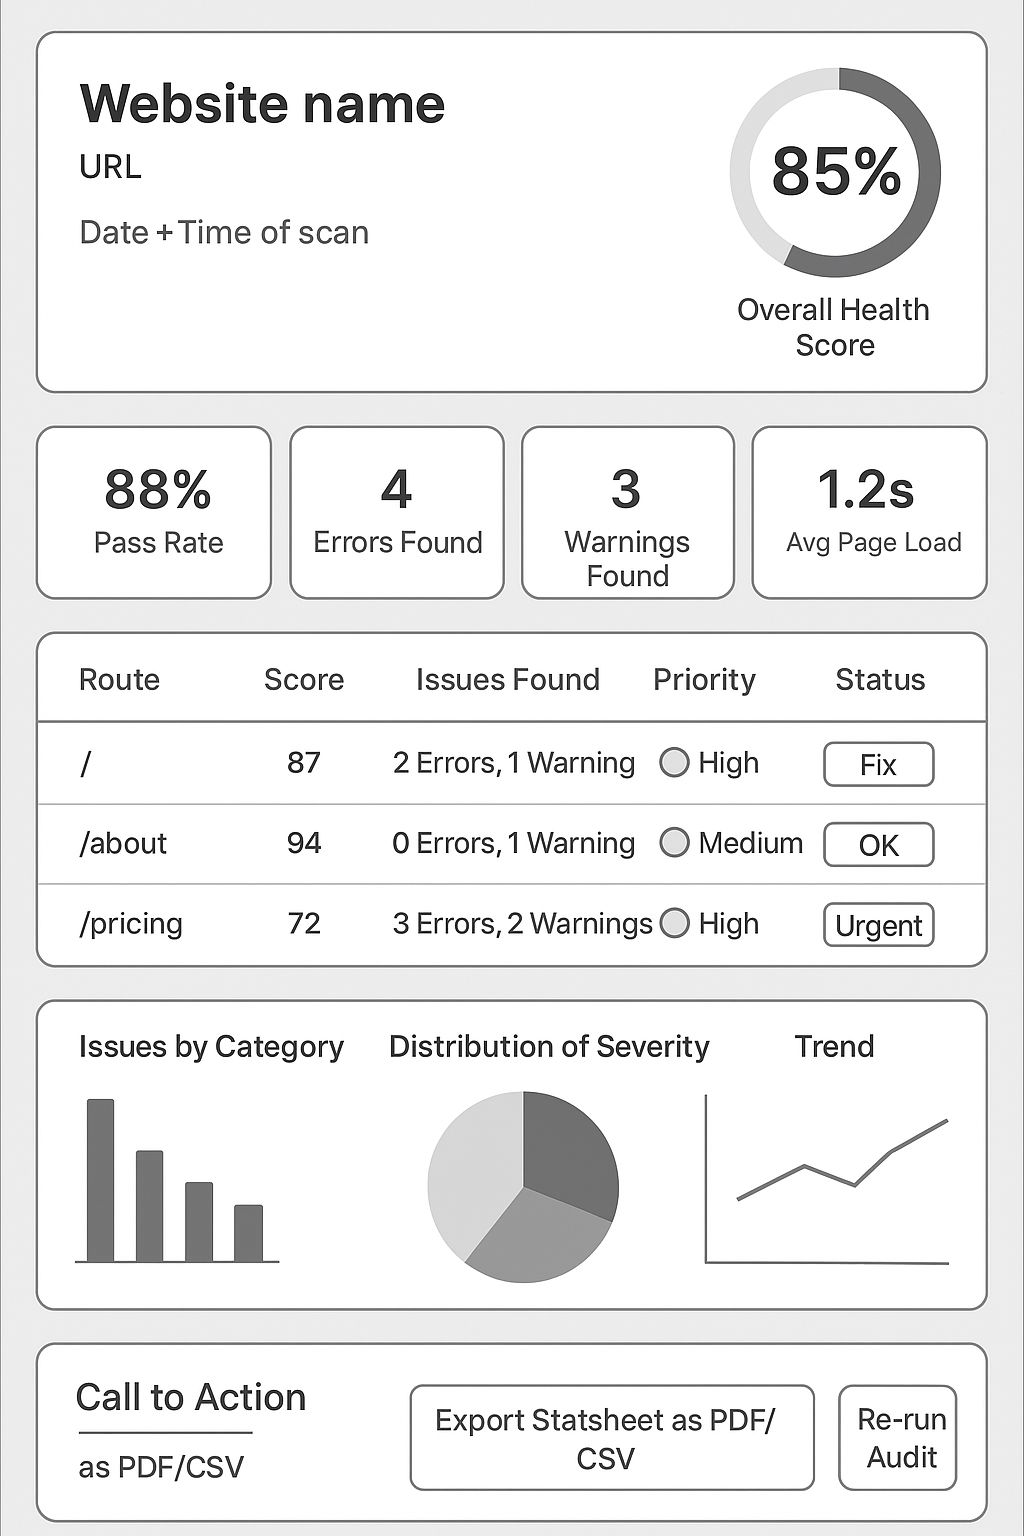 Website name
URL
Date + Time of scan
85%
Overall Health
Score
88%
Pass Rate
4
Errors Found
3
Warnings
Found
1.2s
Avg Page Load
Route Score Issues Found Priority Status
/ 87 2 Errors, 1 Warning High Fix
/about 94 0 Errors, 1 Warning Medium OK
/pricing 72 3 Errors, 2 Warnings High Urgent
Issues by Category
Distribution of Severity
Trend
Call to Action
as PDF/CSV
Export Statsheet as PDF/
CSV
Re-run
Audit